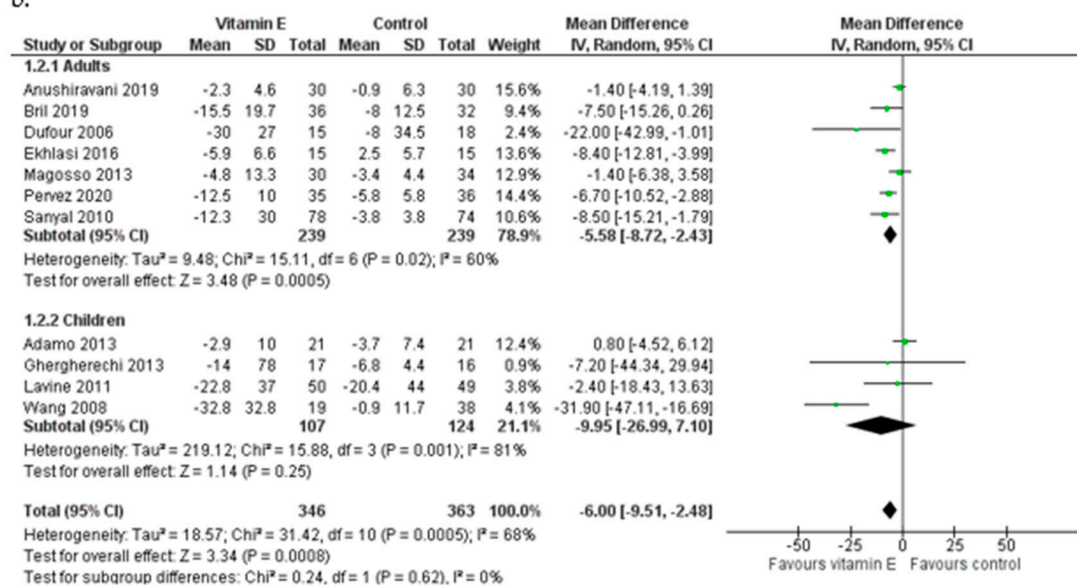 b.
Vitamin E Control Mean Difference Mean Difference
Study or Subgroup Mean SD Total Mean SD Total Weight IV, Random, 95% CI IV, Random, 95% CI
1.2.1 Adults
Anushiravani 2019 -2.3 4.6 30 -0.9 6.3 30 15.6% -1.40 [-4.19, 1.39]
Bril 2019 -15.5 19.7 36 -8 12.5 32 9.4% -7.50 [-15.26, 0.26]
Dufour 2006 -30 27 15 -8 34.5 18 2.4% -22.00 [-42.99, -1.01]
Ekhlasi 2016 -5.9 6.6 15 2.5 5.7 15 13.6% -8.40 [-12.81, -3.99]
Magosso 2013 -4.8 13.3 30 -3.4 4.4 34 12.9% -1.40 [-6.38, 3.58]
Pervez 2020 -12.5 10 35 -5.8 5.8 36 14.4% -6.70 [-10.52, -2.88]
Sanyal 2010 -12.3 30 78 -3.8 3.8 74 10.6% -8.50 [-15.21, -1.79]
Subtotal (95% CI) 239 239 78.9% -5.58 [-8.72, -2.43]
Heterogeneity: Tau² = 9.48; Chi² = 15.11, df = 6 (P = 0.02); I² = 60%
Test for overall effect: Z = 3.48 (P = 0.0005)
1.2.2 Children
Adamo 2013 -2.9 10 21 -3.7 7.4 21 12.4% 0.80 [-4.52, 6.12]
Ghergherechi 2013 -14 78 17 -6.8 4.4 16 0.9% -7.20 [-44.34, 29.94]
Lavine 2011 -22.8 37 50 -20.4 44 49 3.8% -2.40 [-18.43, 13.63]
Wang 2008 -32.8 32.8 19 -0.9 11.7 38 4.1% -31.90 [-47.11, -16.69]
Subtotal (95% CI) 107 124 21.1% -9.95 [-26.99, 7.10]
Heterogeneity: Tau² = 219.12; Chi² = 15.88, df = 3 (P = 0.001); I² = 81%
Test for overall effect: Z = 1.14 (P = 0.25)
Total (95% CI) 346 363 100.0% -6.00 [-9.51, -2.48]
Heterogeneity: Tau² = 18.57; Chi² = 31.42, df = 10 (P = 0.0005); I² = 68%
Test for overall effect: Z = 3.34 (P = 0.0008)
Test for subgroup differences: Chi² = 0.24, df = 1 (P = 0.62), I² = 0%
-50 -25 0 25 50
Favours vitamin E Favours control